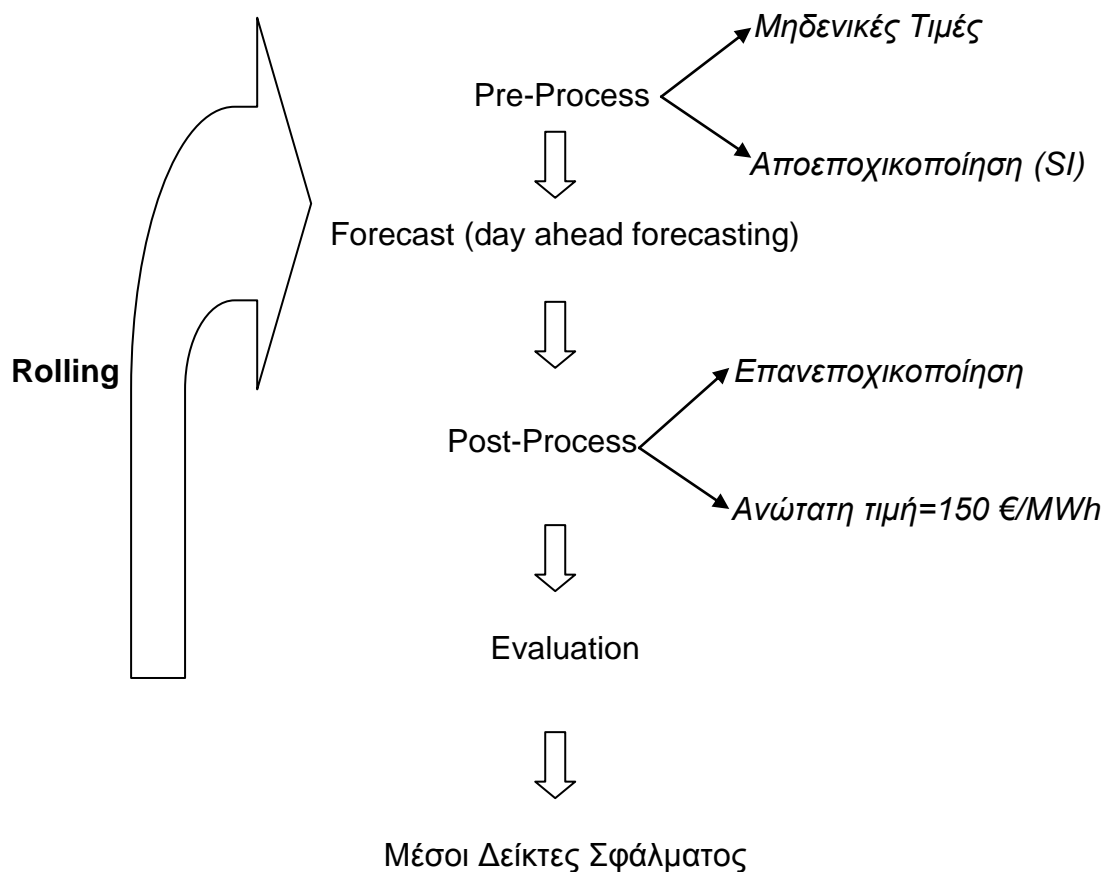 Μηδενικές Τιμές
Pre-Process
Αποεποχικοποίηση (SI)
Forecast (day ahead forecasting)
Rolling
Επανεποχικοποίηση
Post-Process
Ανώτατη τιμή=150 €/MWh
Evaluation
Μέσοι Δείκτες Σφάλματος